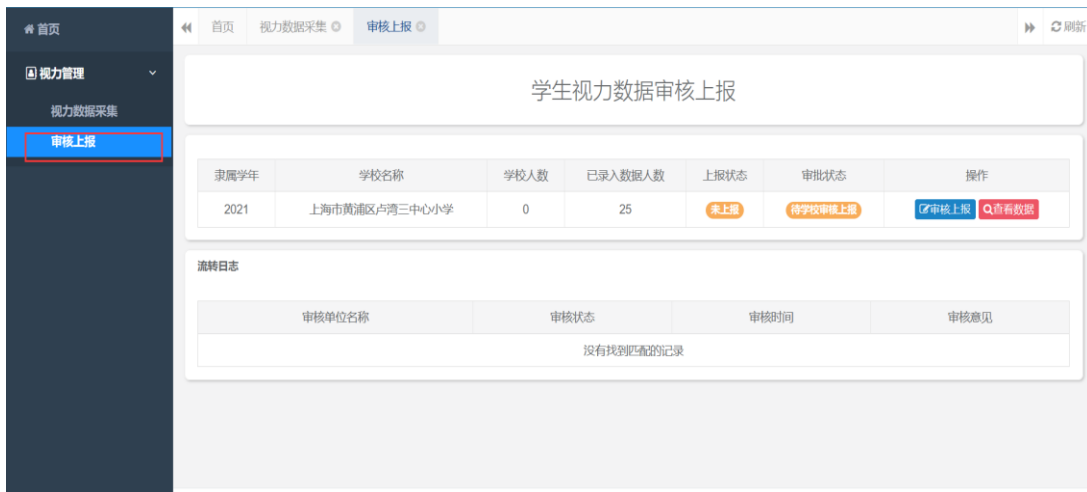 首页
视力管理
视力数据采集
审核上报
首页 视力数据采集 审核上报 刷新
学生视力数据审核上报
隶属学年 学校名称 学校人数 已录入数据人数 上报状态 审批状态 操作
2021 上海市黄浦区卢湾三中心小学 0 25 未上报 待学校审核上报 审核上报 查看数据
流转日志
审核单位名称 审核状态 审核时间 审核意见
没有找到匹配的记录